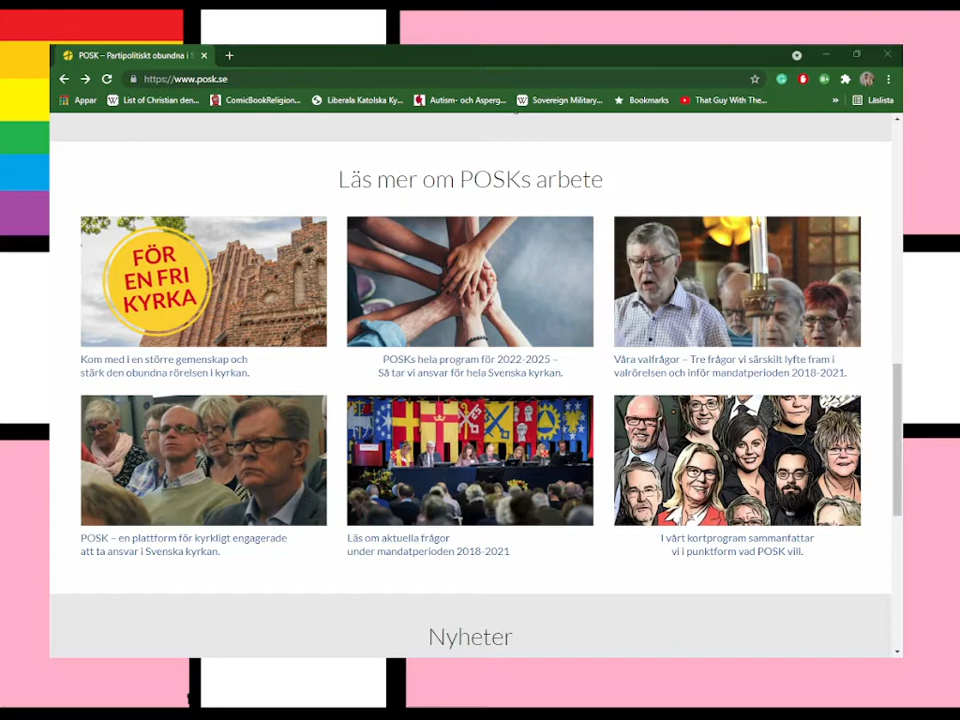 POSK – Partipolitiskt obundna i S
https://www.posk.se
Appar
List of Christian den...
ComicBookReligion...
Liberala Katolska Ky...
Autism- och Asperg...
Sovereign Military...
Bookmarks
That Guy With The...
Läslista
Läs mer om POSKs arbete
FÖR
EN FRI
KYRKA
Kom med i en större gemenskap och
stärk den obundna rörelsen i kyrkan.
POSKs hela program för 2022-2025 –
Så tar vi ansvar för hela Svenska kyrkan.
Våra valfrågor – Tre frågor vi särskilt lyfte fram i
valrörelsen och inför mandatperioden 2018-2021.
POSK – en plattform för kyrkligt engagerade
att ta ansvar i Svenska kyrkan.
Läs om aktuella frågor
under mandatperioden 2018-2021
I vårt kortprogram sammanfattar
vi i punktform vad POSK vill.
Nyheter